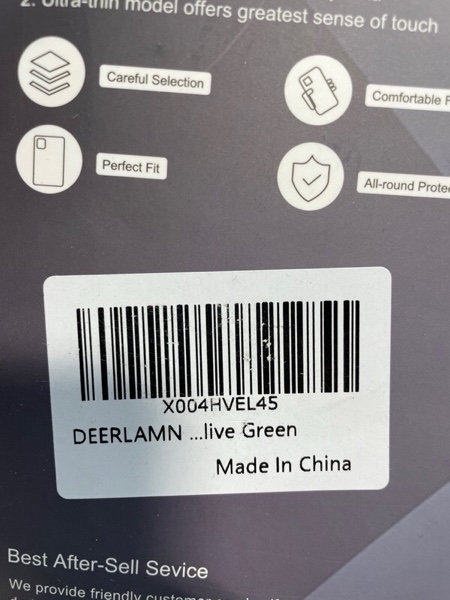 2. Ultra-thin model offers greatest sense of touch
Careful Selection
Comfortable F
Perfect Fit
All-round Prote
X004HVEL45
DEERLAMN ...live Green
Made In China
Best After-Sell Sevice
We provide friendly customer